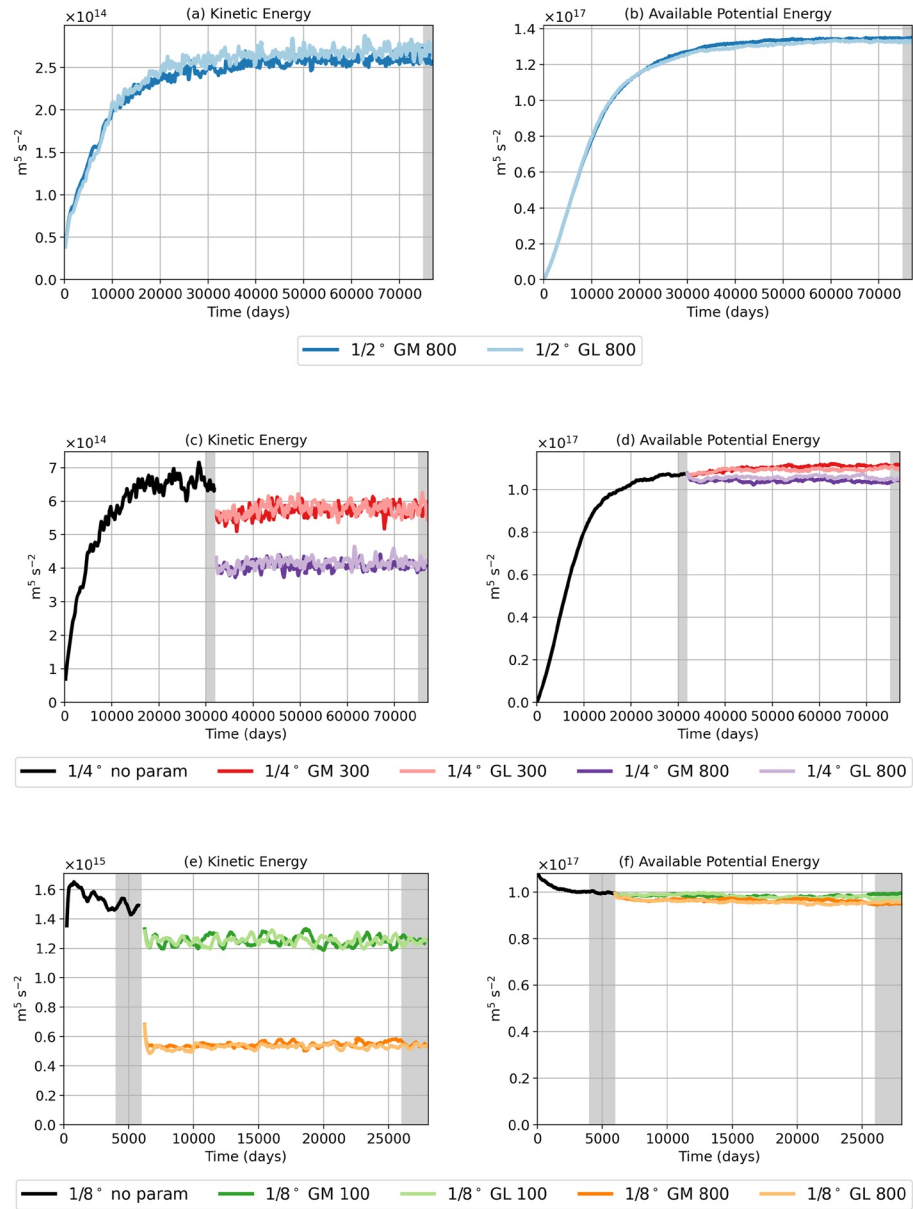 (a) Kinetic Energy
×10¹⁴
2.5
2.0
1.5
1.0
0.5
0.0
m⁵ s⁻²
0 10000 20000 30000 40000 50000 60000 70000
Time (days)
(b) Available Potential Energy
×10¹⁷
1.4
1.2
1.0
0.8
0.6
0.4
0.2
0.0
m⁵ s⁻²
0 10000 20000 30000 40000 50000 60000 70000
Time (days)
1/2° GM 800 1/2° GL 800
(c) Kinetic Energy
×10¹⁴
7
6
5
4
3
2
1
0
m⁵ s⁻²
0 10000 20000 30000 40000 50000 60000 70000
Time (days)
(d) Available Potential Energy
×10¹⁷
1.0
0.8
0.6
0.4
0.2
0.0
m⁵ s⁻²
0 10000 20000 30000 40000 50000 60000 70000
Time (days)
1/4° no param 1/4° GM 300 1/4° GL 300 1/4° GM 800 1/4° GL 800
(e) Kinetic Energy
×10¹⁵
1.6
1.4
1.2
1.0
0.8
0.6
0.4
0.2
0.0
m⁵ s⁻²
0 5000 10000 15000 20000 25000
Time (days)
(f) Available Potential Energy
×10¹⁷
1.0
0.8
0.6
0.4
0.2
0.0
m⁵ s⁻²
0 5000 10000 15000 20000 25000
Time (days)
1/8° no param 1/8° GM 100 1/8° GL 100 1/8° GM 800 1/8° GL 800